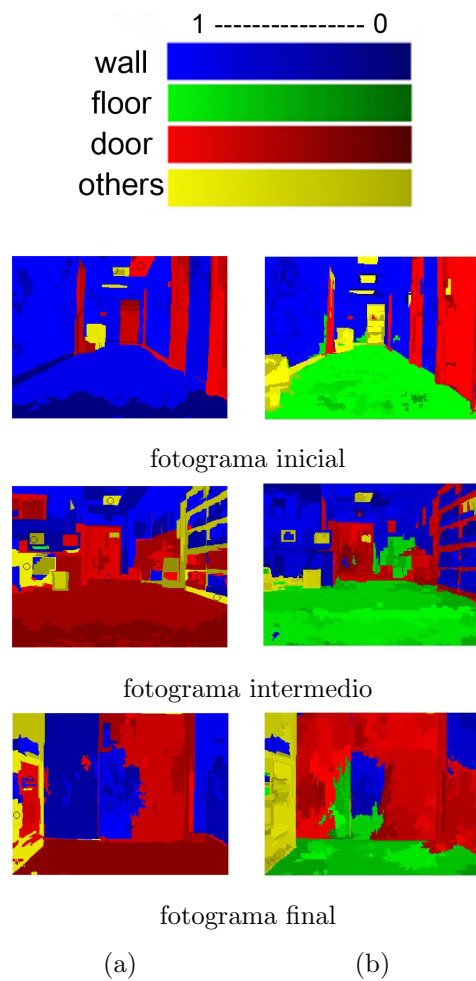 1 ----------------- 0
wall
floor
door
others
fotograma inicial
fotograma intermedio
fotograma final
(a) (b)